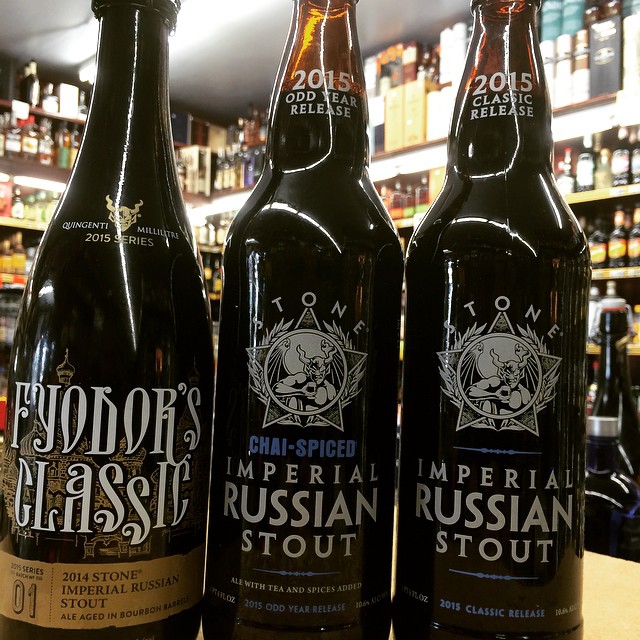 QUINGENTI MILLILITRE
2015 SERIES
FYODOR'S
CLASSIC
2015 SERIES
01
2014 STONE®
IMPERIAL RUSSIAN
STOUT
ALE AGED IN BOURBON BARRELS
2015
ODD YEAR
RELEASE
STONE
CHAI-SPICED
IMPERIAL
RUSSIAN
STOUT
ALE WITH TEA AND SPICES ADDED
2015 ODD YEAR RELEASE
2015
CLASSIC
RELEASE
STONE
IMPERIAL
RUSSIAN
STOUT
2015 CLASSIC RELEASE